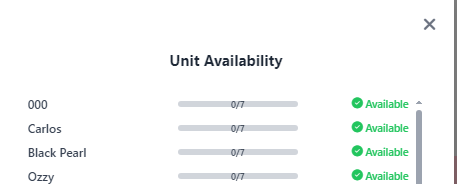 Unit Availability
000 0/7 Available
Carlos 0/7 Available
Black Pearl 0/7 Available
Ozzy 0/7 Available